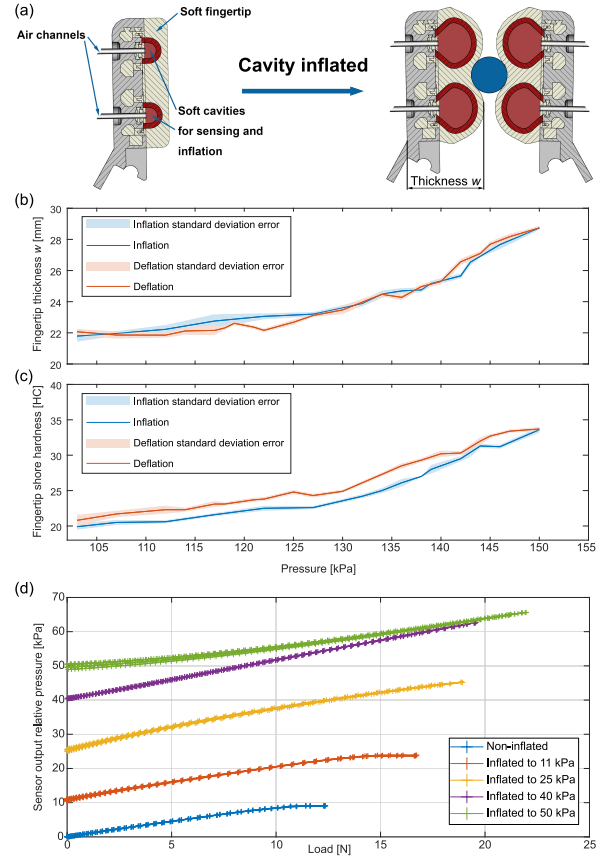 (a)
Soft fingertip
Air channels
Cavity inflated
Soft cavities
for sensing and
inflation
Thickness w
(b)
Fingertip thickness w [mm]
30
28
26
24
22
20
Inflation standard deviation error
Inflation
Deflation standard deviation error
Deflation
(c)
Fingertip shore hardness [HC]
40
35
30
25
20
Inflation standard deviation error
Inflation
Deflation standard deviation error
Deflation
105 110 115 120 125 130 135 140 145 150 155
Pressure [kPa]
(d)
Sensor output relative pressure [kPa]
70
60
50
40
30
20
10
0
Non-inflated
Inflated to 11 kPa
Inflated to 25 kPa
Inflated to 40 kPa
Inflated to 50 kPa
0 5 10 15 20 25
Load [N]